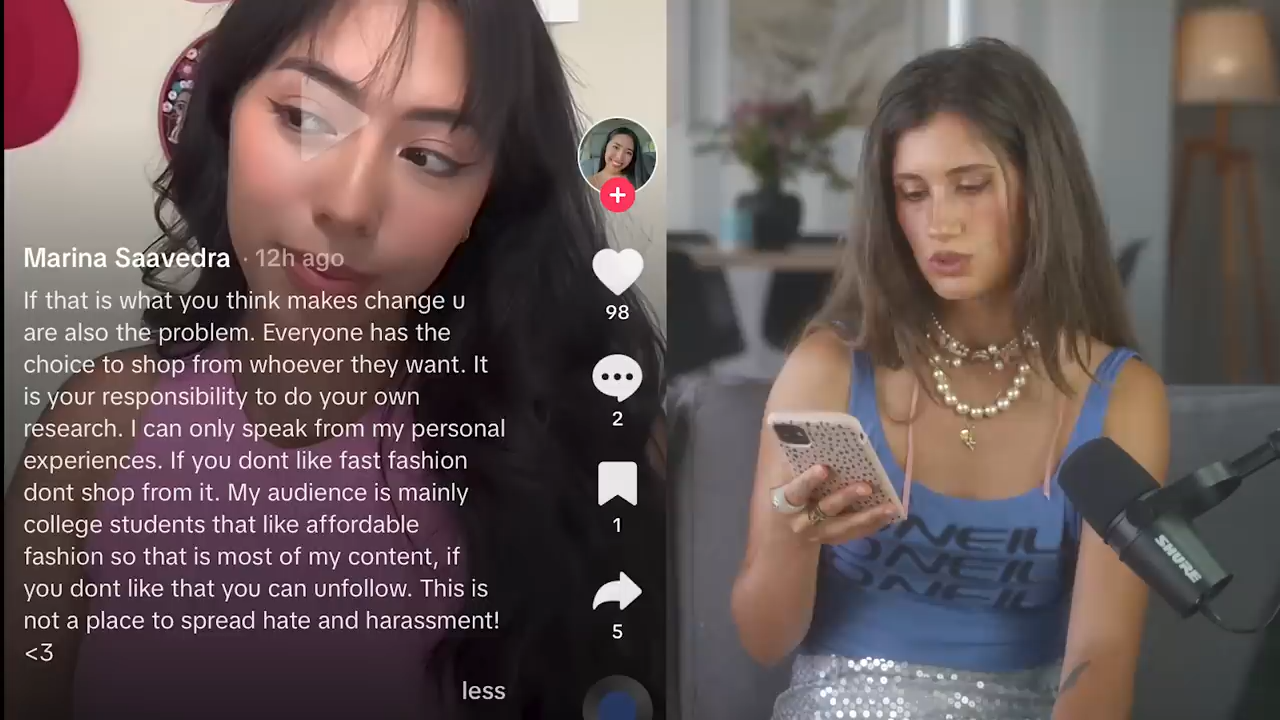 Marina Saavedra · 12h ago
If that is what you think makes change u
are also the problem. Everyone has the
choice to shop from whoever they want. It
is your responsibility to do your own
research. I can only speak from my personal
experiences. If you dont like fast fashion
dont shop from it. My audience is mainly
college students that like affordable
fashion so that is most of my content, if
you dont like that you can unfollow. This is
not a place to spread hate and harassment!
<3
less
98
2
1
5
O'NEIL
O'NEIL
O'NEIL
SHURE